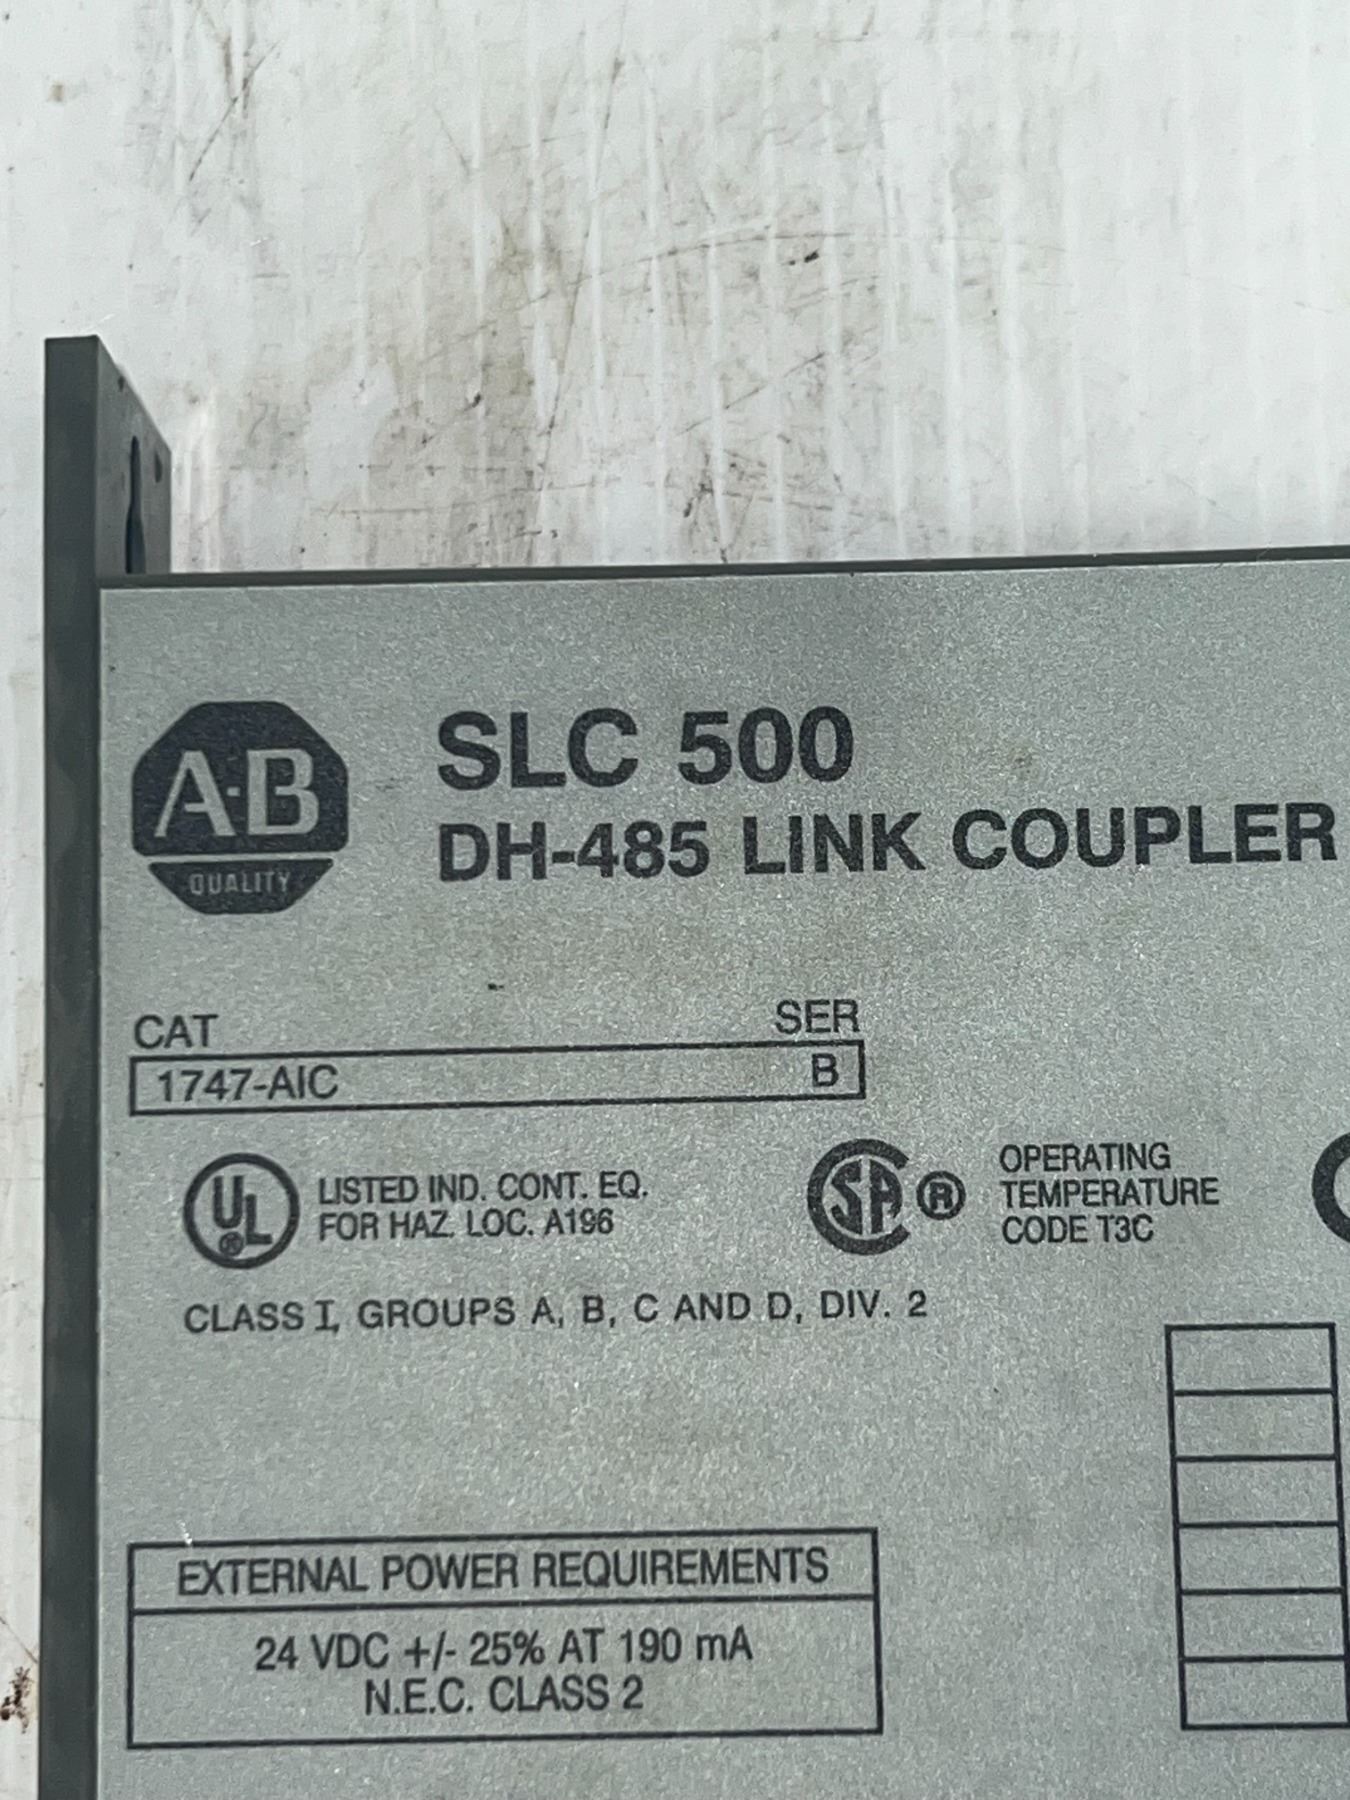 A-B
QUALITY
SLC 500
DH-485 LINK COUPLER
CAT SER
1747-AIC B
UL ® LISTED IND. CONT. EQ.
FOR HAZ. LOC. A196
SA ® OPERATING
TEMPERATURE
CODE T3C
CLASS I, GROUPS A, B, C AND D, DIV. 2
EXTERNAL POWER REQUIREMENTS
24 VDC +/- 25% AT 190 mA
N.E.C. CLASS 2